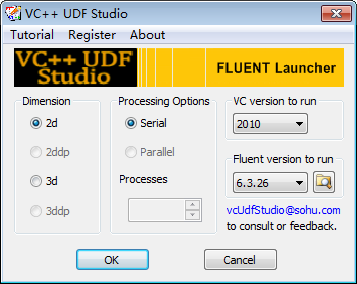 VC++ UDF Studio
Tutorial Register About
VC++ UDF
Studio
FLUENT Launcher
Dimension
2d
2ddp
3d
3ddp
Processing Options
Serial
Parallel
Processes
VC version to run
2010
Fluent version to run
6.3.26
vcUdfStudio@sohu.com
to consult or feedback.
OK
Cancel